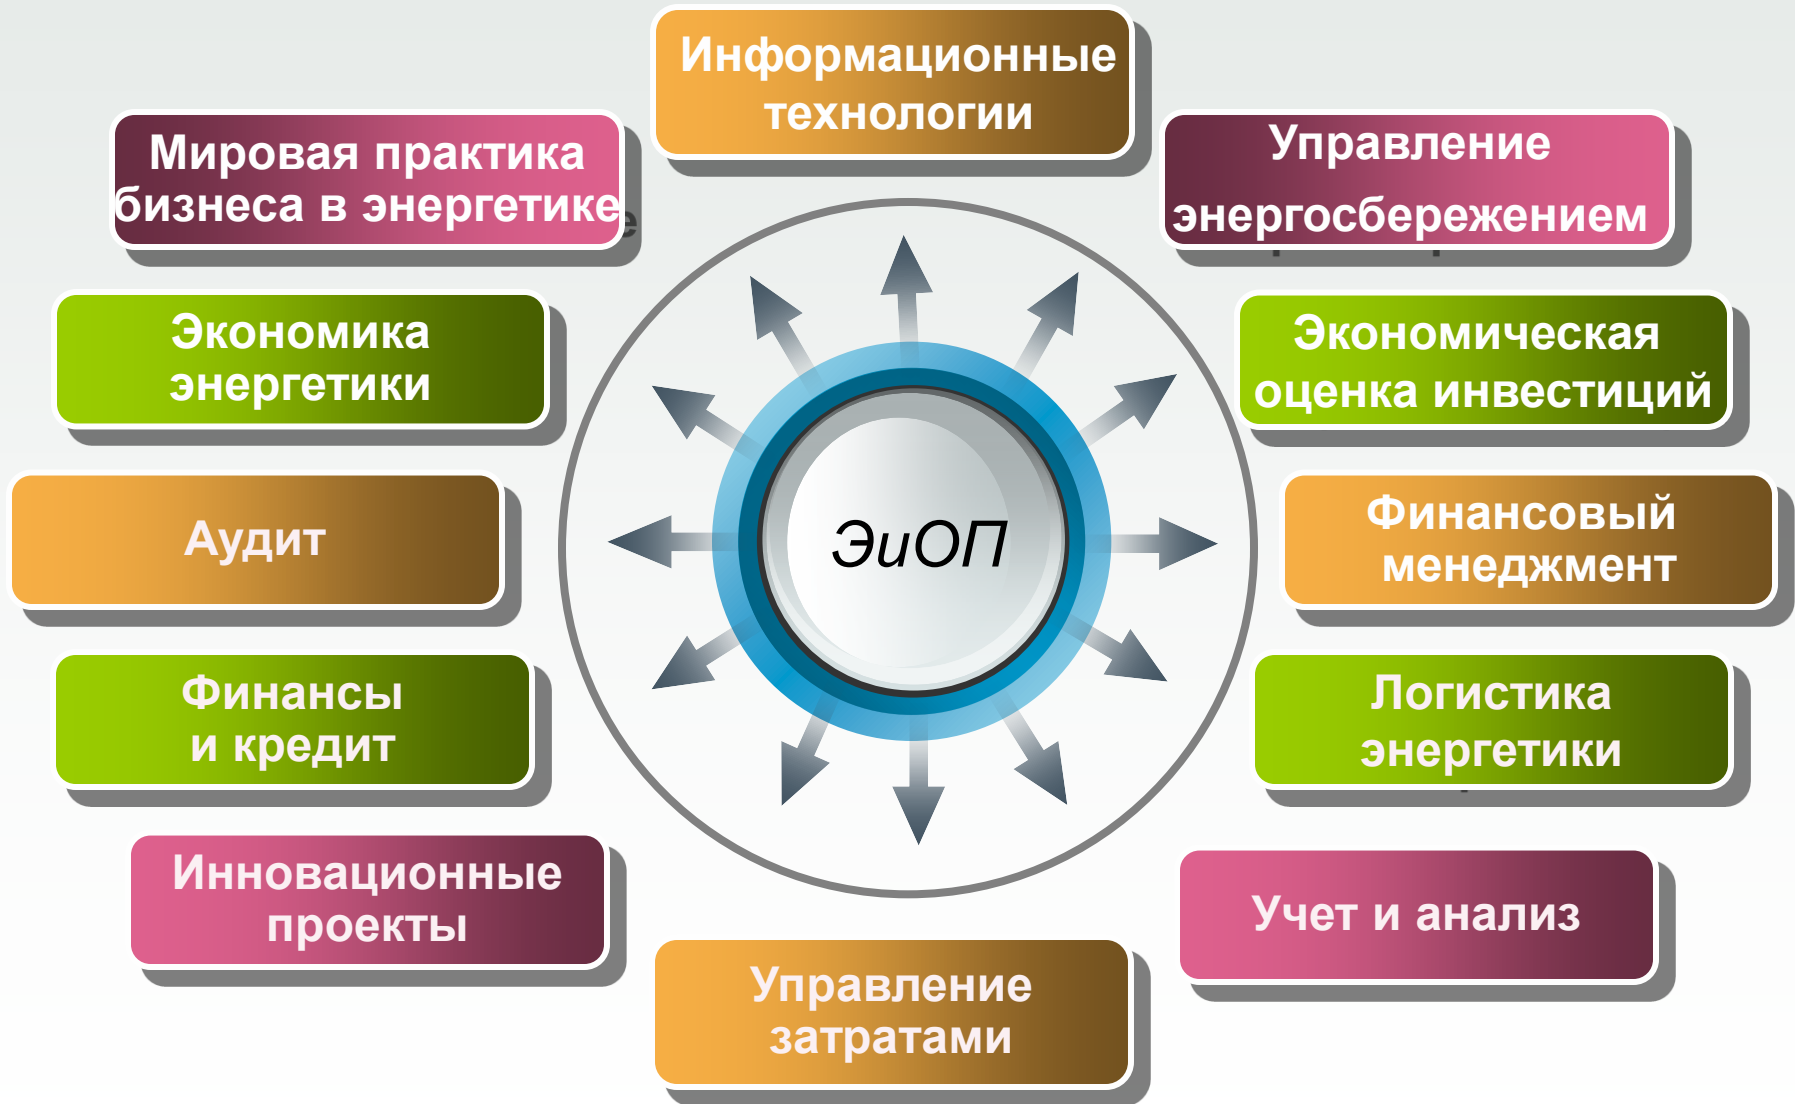 Информационные
технологии
Мировая практика
бизнеса в энергетике
Управление
энергосбережением
Экономика
энергетики
Экономическая
оценка инвестиций
Аудит
ЭиОП
Финансовый
менеджмент
Финансы
и кредит
Логистика
энергетики
Инновационные
проекты
Учет и анализ
Управление
затратами